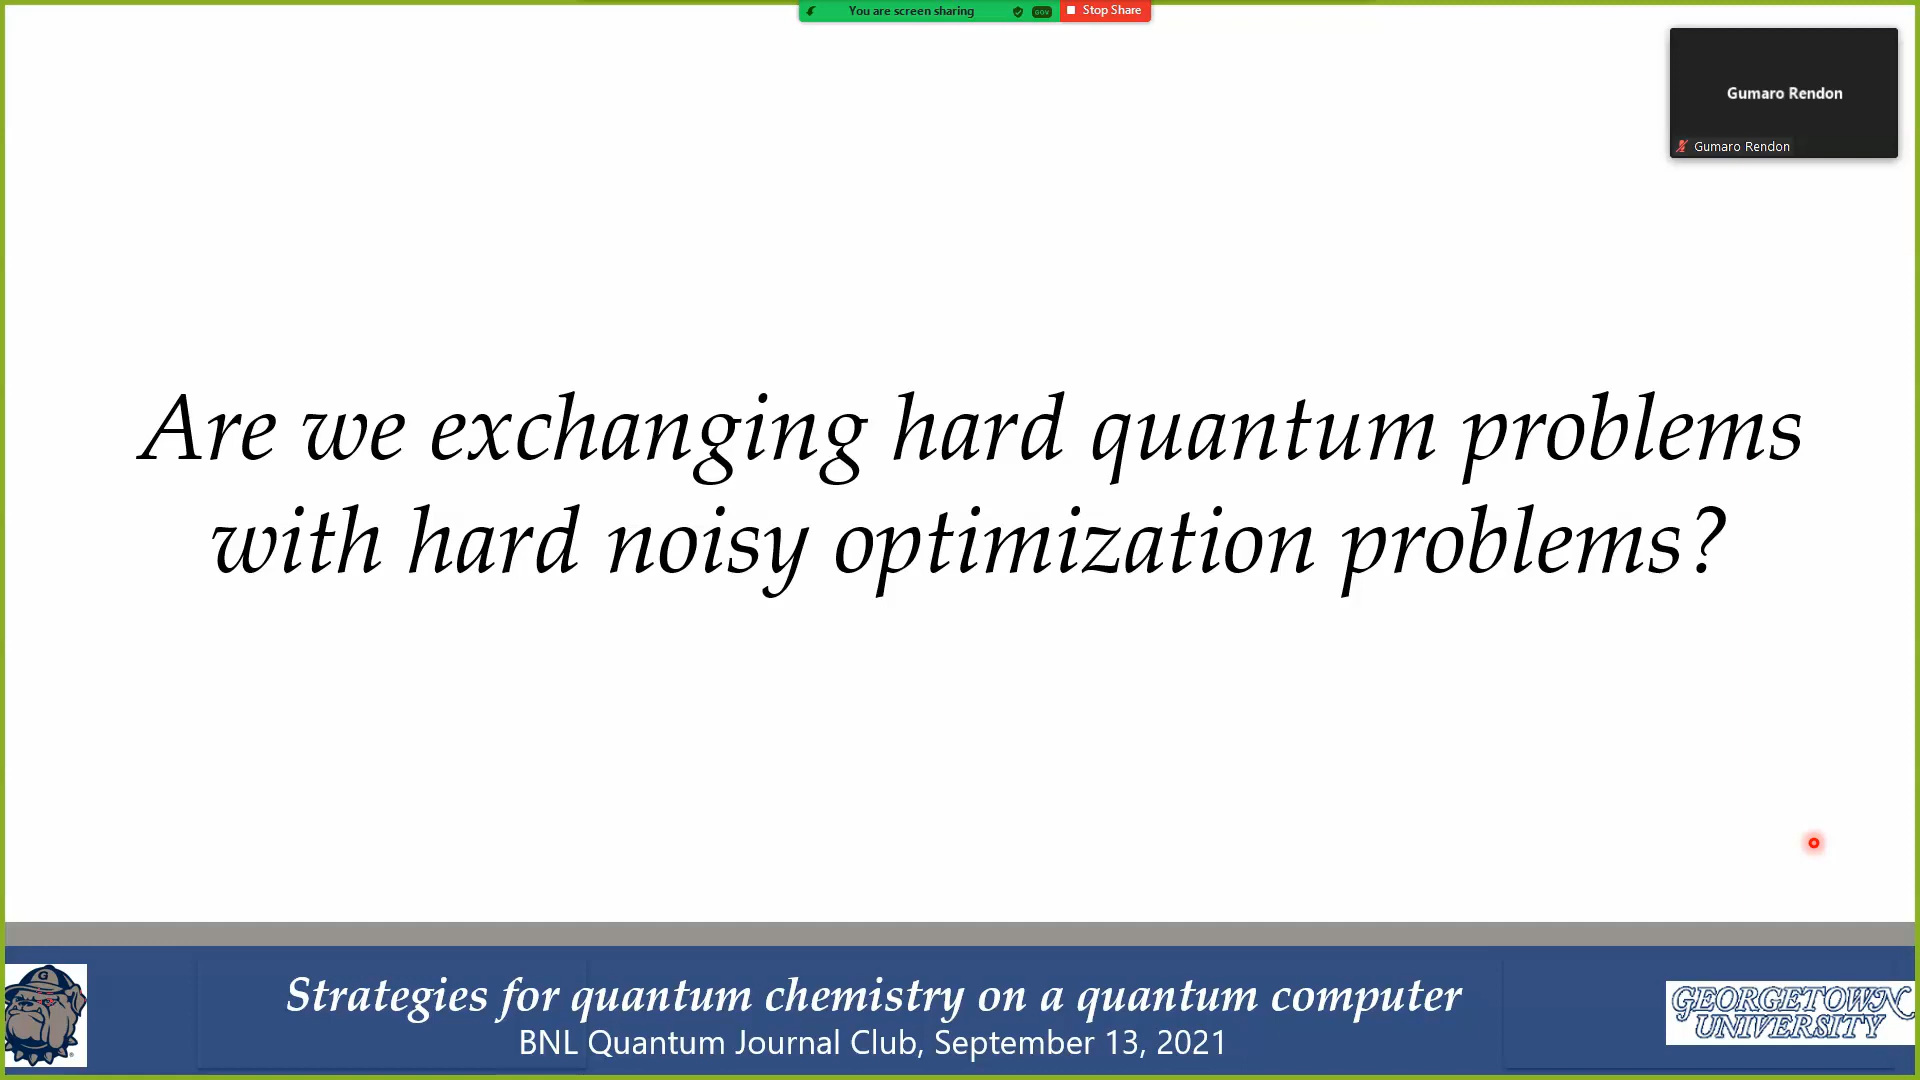 You are screen sharing
GOV
Stop Share
Gumaro Rendon
Gumaro Rendon
Are we exchanging hard quantum problems
with hard noisy optimization problems?
G
Strategies for quantum chemistry on a quantum computer
BNL Quantum Journal Club, September 13, 2021
GEORGETOWN
UNIVERSITY